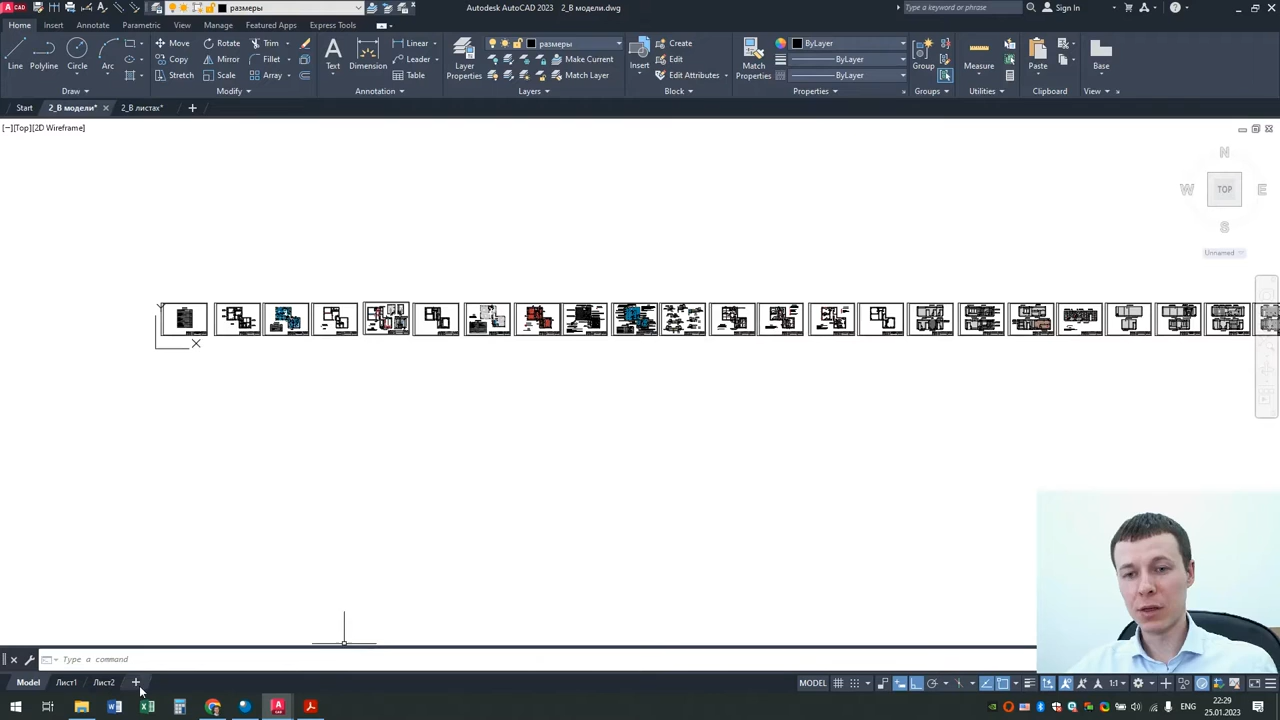 размеры
Autodesk AutoCAD 2023 2_В модели.dwg
Type a keyword or phrase
Sign In
Home Insert Annotate Parametric View Manage Output Collaborate Featured Apps Express Tools
Line Polyline Circle Arc
Move Rotate Trim
Copy Mirror Fillet
Stretch Scale Array
Text Dimension
Linear
Leader
Table
Layer Properties
размеры
Make Current
Match Layer
Insert
Create
Edit
Edit Attributes
Match Properties
ByLayer
ByLayer
ByLayer
Group
Measure
Paste
Base
Draw Modify Annotation Layers Block Properties Groups Utilities Clipboard View
Start 2_В модели* 2_В листах*
[−][Top][2D Wireframe]
N
W TOP E
S
Unnamed
Type a command
Model Лист1 Лист2
MODEL 1:1
ENG
22:29
25.01.2023